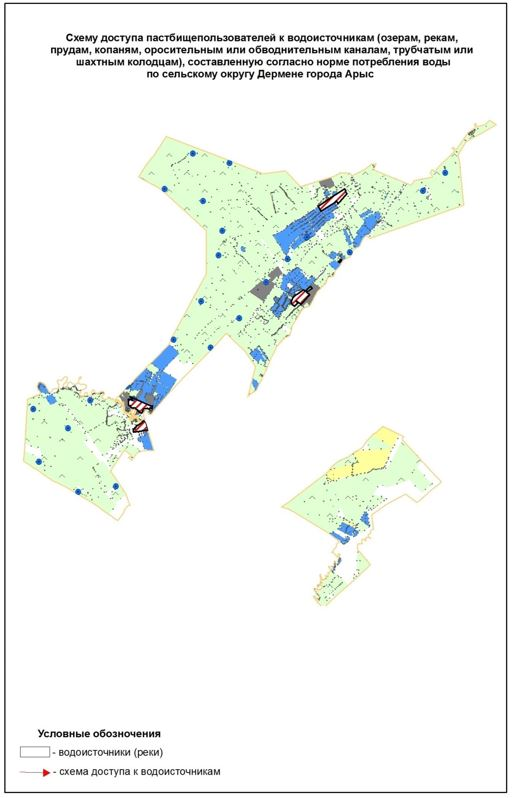 Схему доступа пастбищепользователей к водоисточникам (озерам, рекам,
прудам, копаням, оросительным или обводнительным каналам, трубчатым или
шахтным колодцам), составленную согласно норме потребления воды
по сельскому округу Дермене города Арыс
Условные обозночения
- водоисточники (реки)
- схема доступа к водоисточникам